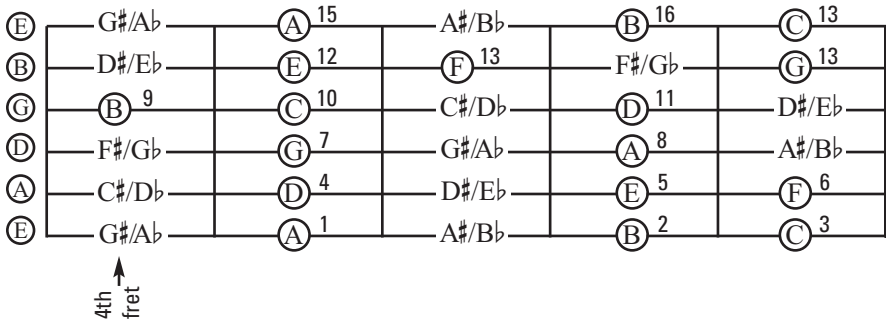 E G♯/A♭ A 15 A♯/B♭ B 16 C 13
B D♯/E♭ E 12 F 13 F♯/G♭ G 13
G B 9 C 10 C♯/D♭ D 11 D♯/E♭
D F♯/G♭ G 7 G♯/A♭ A 8 A♯/B♭
A C♯/D♭ D 4 D♯/E♭ E 5 F 6
E G♯/A♭ A 1 A♯/B♭ B 2 C 3
4th
fret